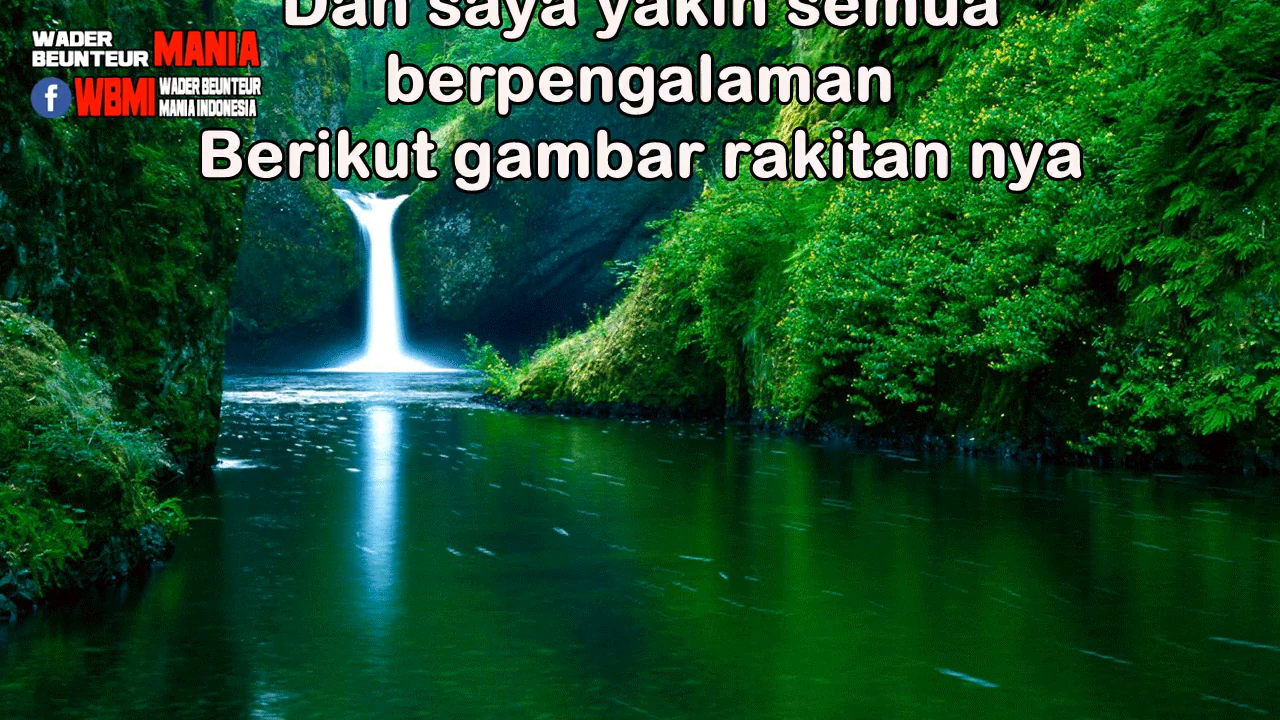 Dan saya yakin semua
berpengalaman
Berikut gambar rakitan nya
WADER
BEUNTEUR MANIA
f WBMI WADER BEUNTEUR
MANIA INDONESIA